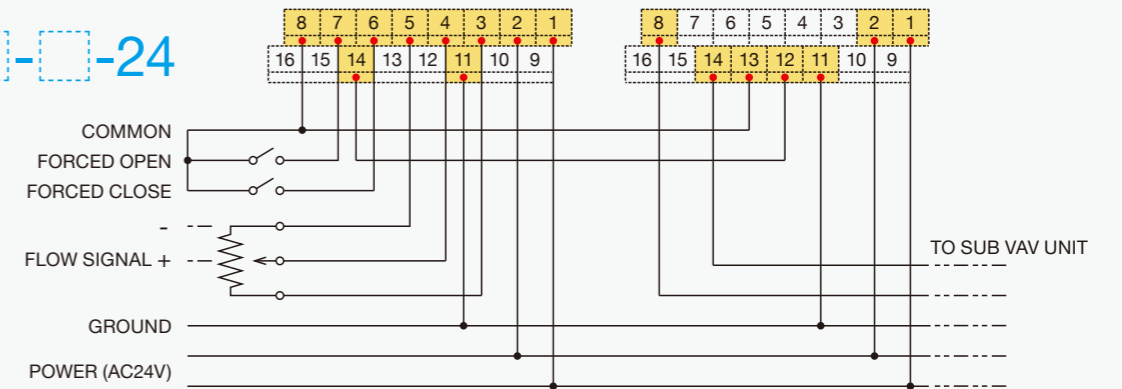 - -24
8 7 6 5 4 3 2 1
16 15 14 13 12 11 10 9
8 7 6 5 4 3 2 1
16 15 14 13 12 11 10 9
COMMON
FORCED OPEN
FORCED CLOSE
-
FLOW SIGNAL +
TO SUB VAV UNIT
GROUND
POWER (AC24V)